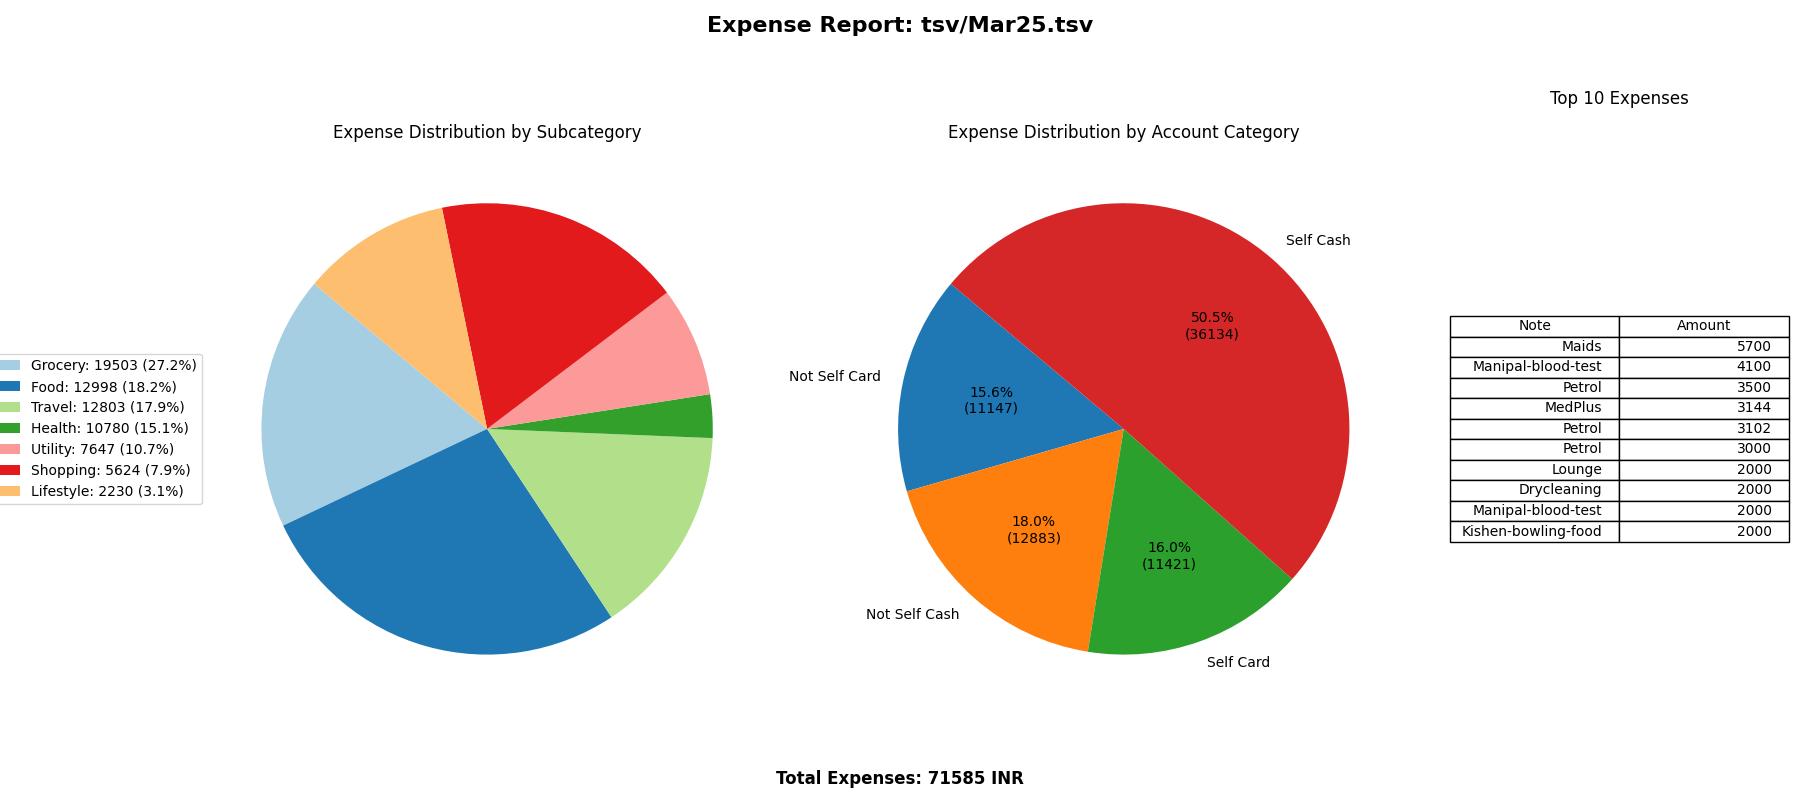 Expense Report: tsv/Mar25.tsv
Expense Distribution by Subcategory
Grocery: 19503 (27.2%)
Food: 12998 (18.2%)
Travel: 12803 (17.9%)
Health: 10780 (15.1%)
Utility: 7647 (10.7%)
Shopping: 5624 (7.9%)
Lifestyle: 2230 (3.1%)
Expense Distribution by Account Category
Self Cash
50.5%
(36134)
Not Self Card
15.6%
(11147)
18.0%
(12883)
Not Self Cash
16.0%
(11421)
Self Card
Top 10 Expenses
Note Amount
Maids 5700
Manipal-blood-test 4100
Petrol 3500
MedPlus 3144
Petrol 3102
Petrol 3000
Lounge 2000
Drycleaning 2000
Manipal-blood-test 2000
Kishen-bowling-food 2000
Total Expenses: 71585 INR